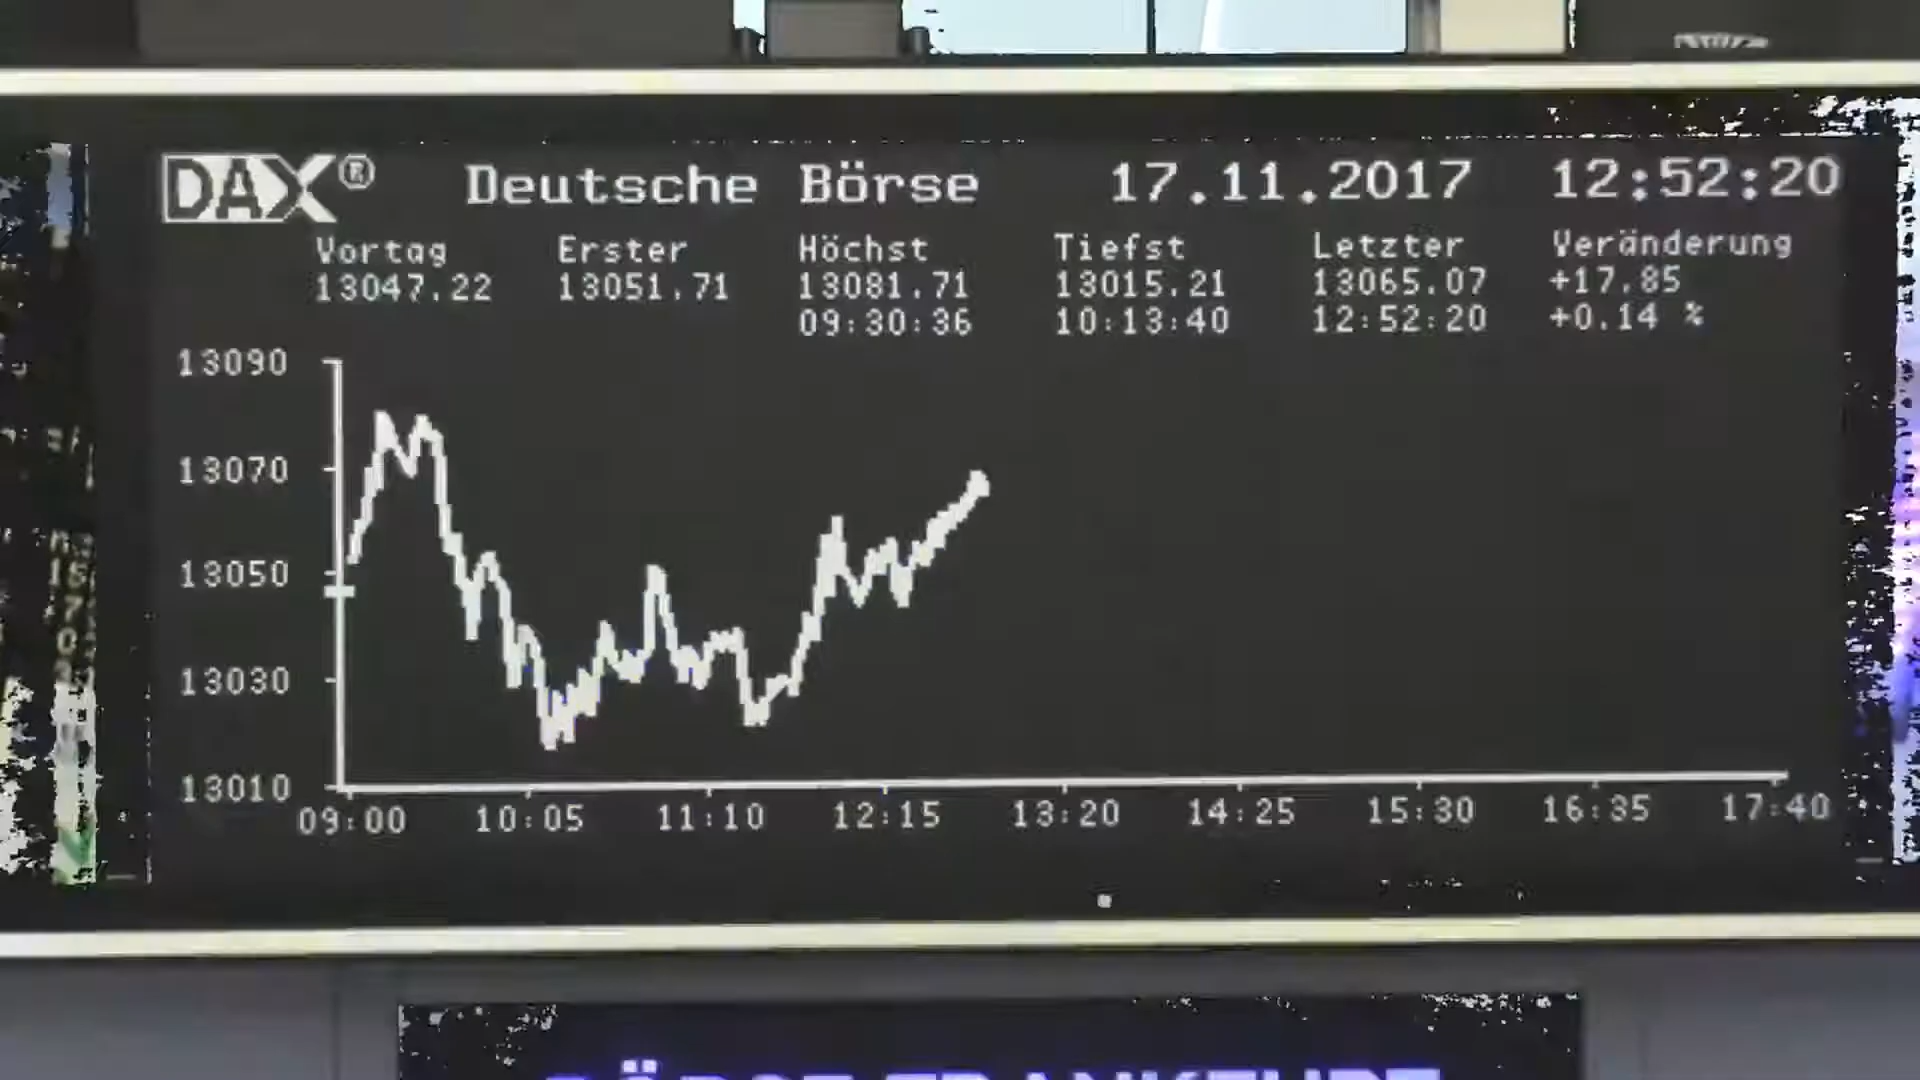 DAX® Deutsche Börse 17.11.2017 12:52:20
Vortag Erster Höchst Tiefst Letzter Veränderung
13047.22 13051.71 13081.71 13015.21 13065.07 +17.85
09:30:36 10:13:40 12:52:20 +0.14 %
13090
13070
13050
13030
13010
09:00 10:05 11:10 12:15 13:20 14:25 15:30 16:35 17:40
BÖRSE FRANKFURT